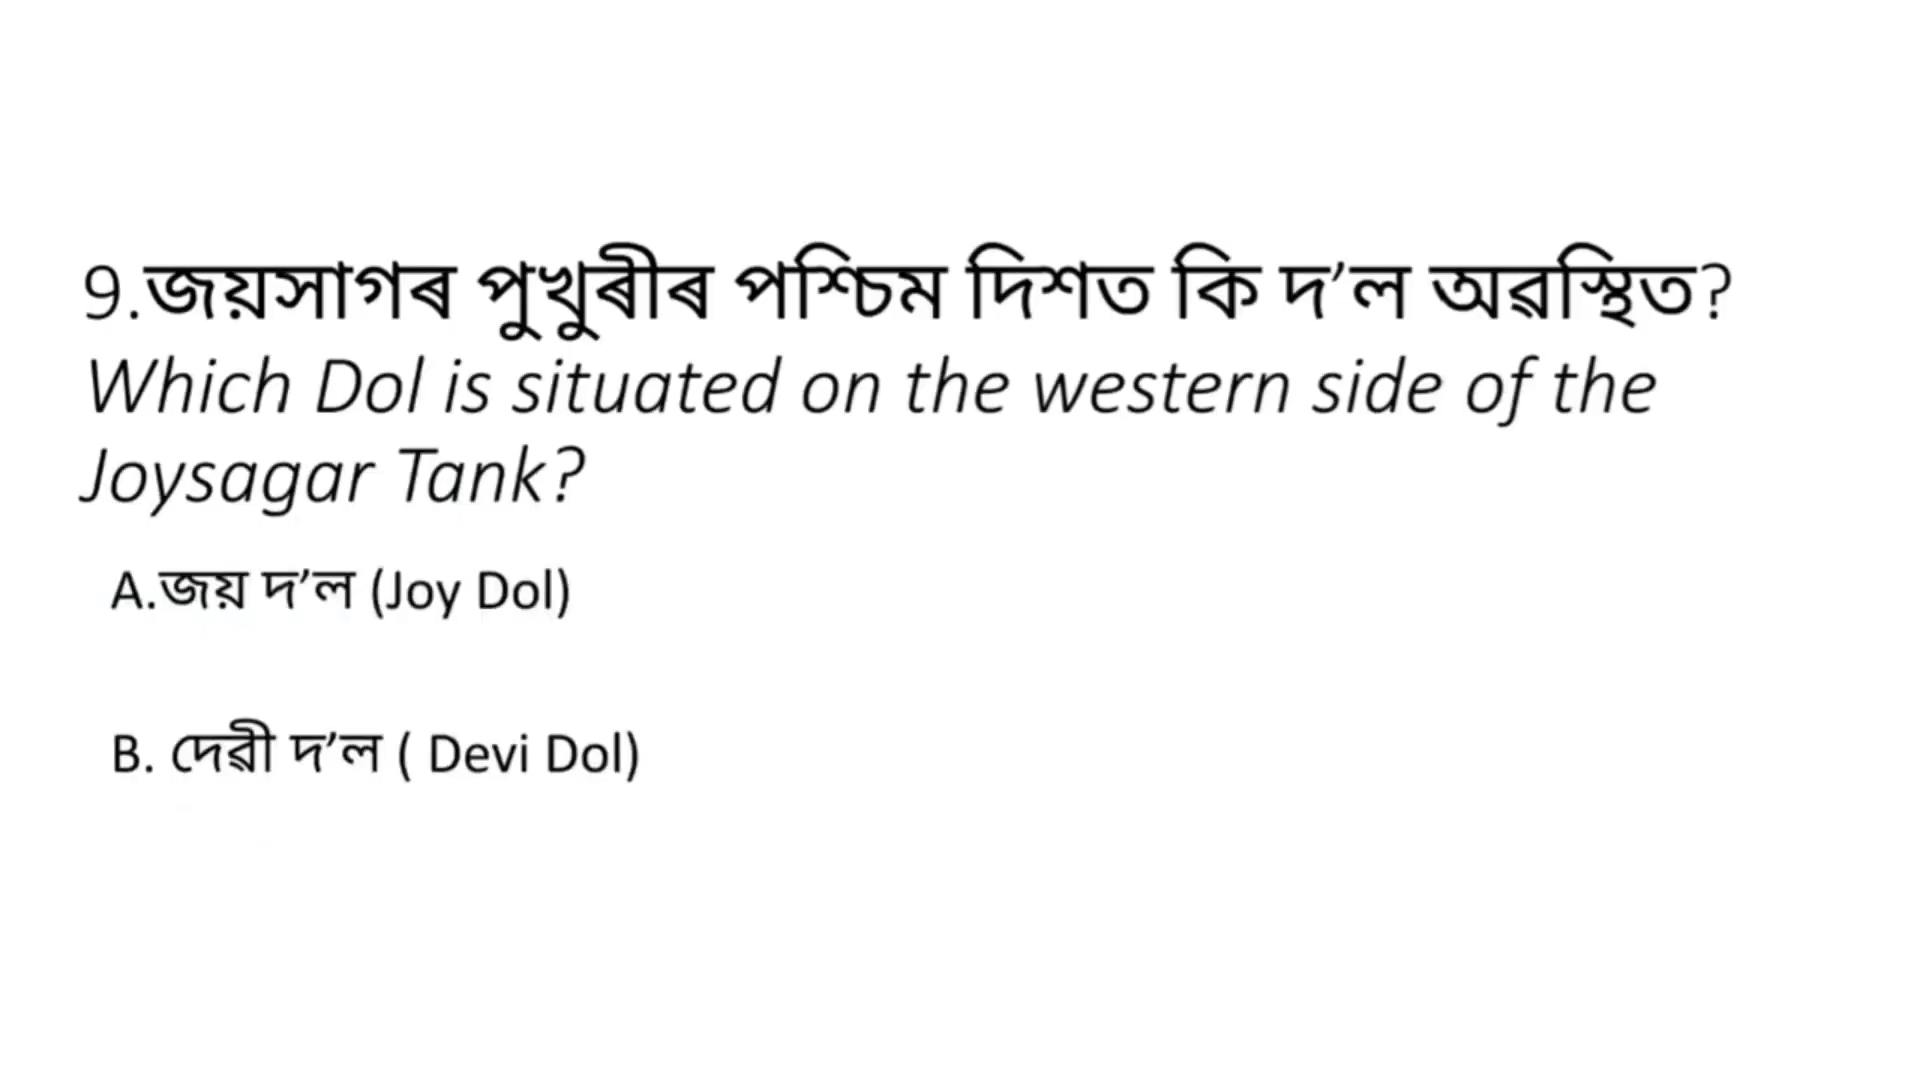 9.জয়সাগৰ পুখুৰীৰ পশ্চিম দিশত কি দ’ল অৱস্থিত?
Which Dol is situated on the western side of the
Joysagar Tank?
A.জয় দ’ল (Joy Dol)
B. দেৱী দ’ল ( Devi Dol)